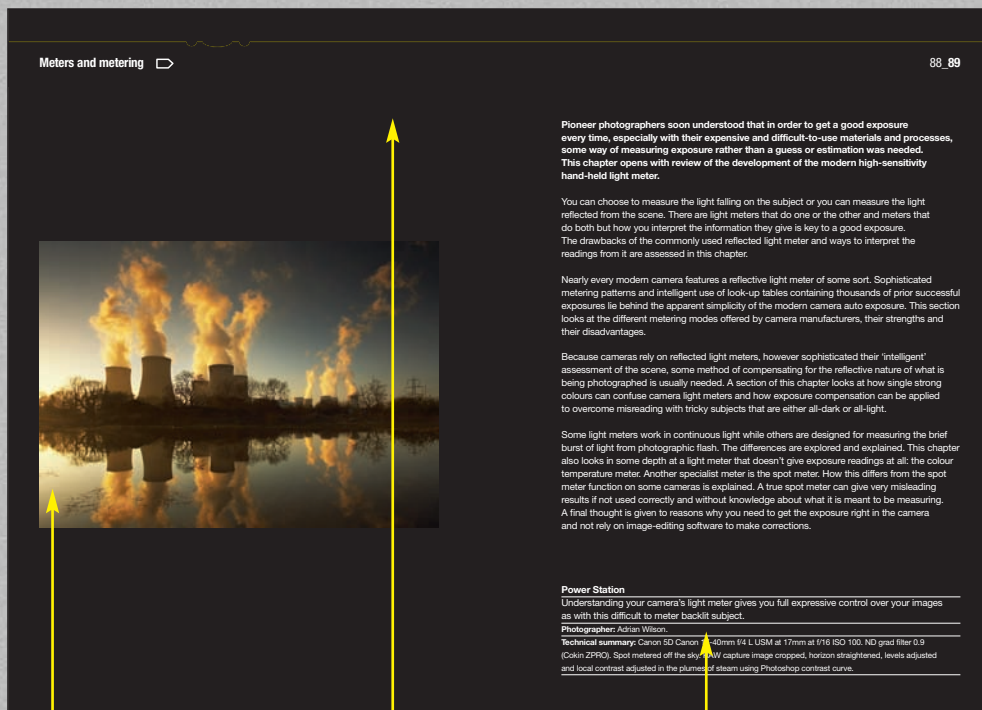 Meters and metering
88_89
Pioneer photographers soon understood that in order to get a good exposure
every time, especially with their expensive and difficult-to-use materials and processes,
some way of measuring exposure rather than a guess or estimation was needed.
This chapter opens with review of the development of the modern high-sensitivity
hand-held light meter.
You can choose to measure the light falling on the subject or you can measure the light
reflected from the scene. There are light meters that do one or the other and meters that
do both but how you interpret the information they give is key to a good exposure.
The drawbacks of the commonly used reflected light meter and ways to interpret the
readings from it are assessed in this chapter.
Nearly every modern camera features a reflective light meter of some sort. Sophisticated
metering patterns and intelligent use of look-up tables containing thousands of prior successful
exposures lie behind the apparent simplicity of the modern camera auto exposure. This section
looks at the different metering modes offered by camera manufacturers, their strengths and
their disadvantages.
Because cameras rely on reflected light meters, however sophisticated their 'intelligent'
assessment of the scene, some method of compensating for the reflective nature of what is
being photographed is usually needed. A section of this chapter looks at how single strong
colours can confuse camera light meters and how exposure compensation can be applied
to overcome misreading with tricky subjects that are either all-dark or all-light.
Some light meters work in continuous light while others are designed for measuring the brief
burst of light from photographic flash. The differences are explored and explained. This chapter
also looks in some depth at a light meter that doesn't give exposure readings at all: the colour
temperature meter. Another specialist meter is the spot meter. How this differs from the spot
meter function on some cameras is explained. A true spot meter can give very misleading
results if not used correctly and without knowledge about what it is meant to be measuring.
A final thought is given to reasons why you need to get the exposure right in the camera
and not rely on image-editing software to make corrections.
Power Station
Understanding your camera's light meter gives you full expressive control over your images
as with this difficult to meter backlit subject.
Photographer: Adrian Wilson.
Technical summary: Canon 5D Canon f/4 L USM at 17mm at f/16 ISO 100. ND grad filter 0.9
(Cokin ZPRO). Spot metered off the sky. capture image cropped, horizon straightened, levels adjusted
and local contrast adjusted in the plumes of steam using Photoshop contrast curve.